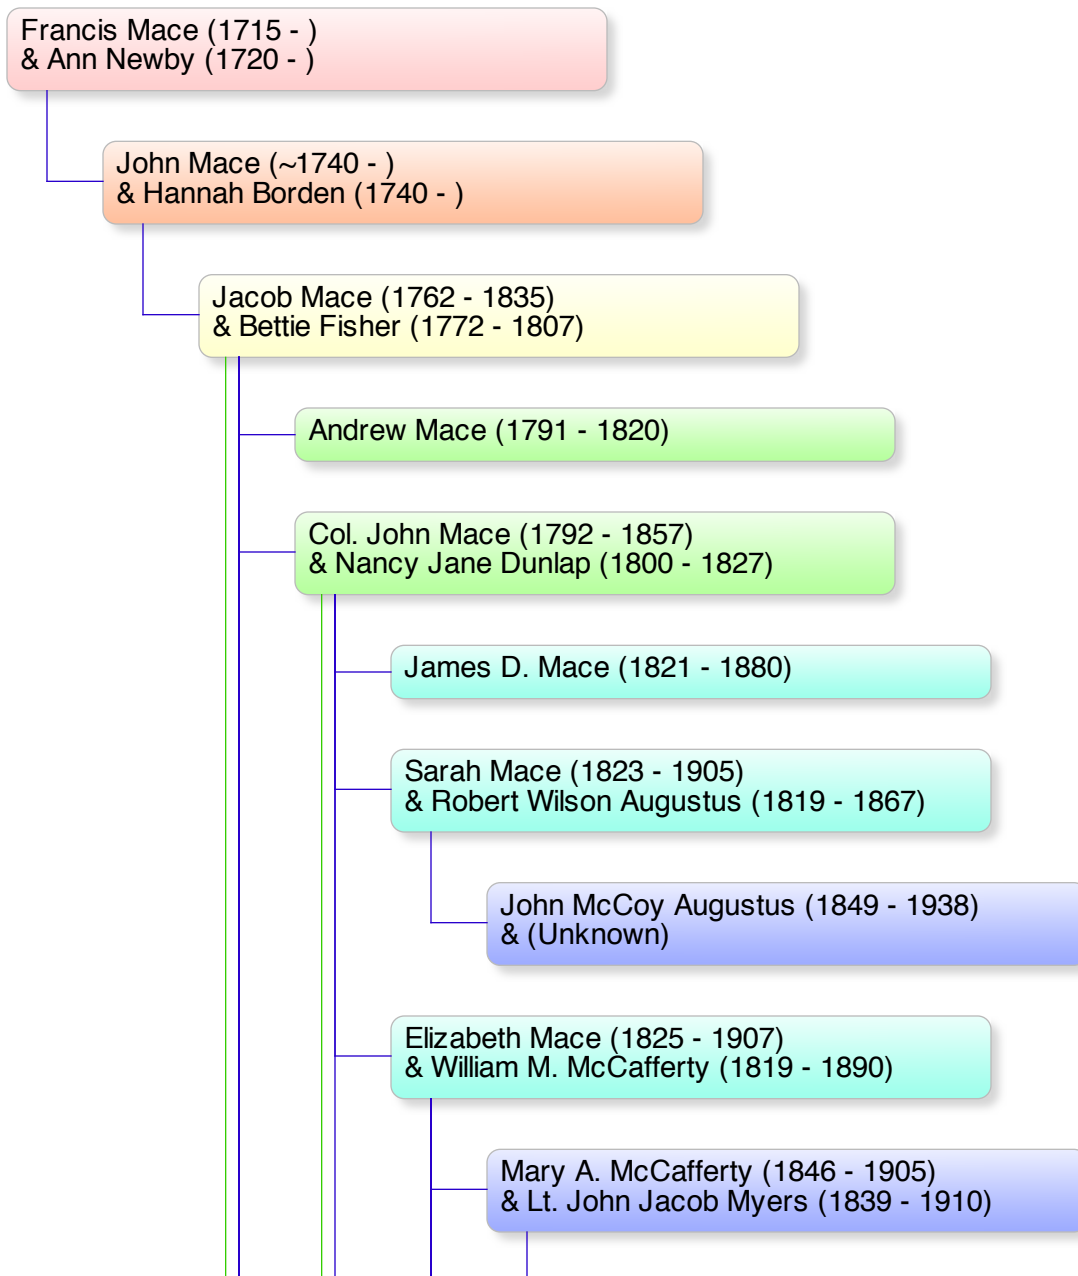 Francis Mace (1715 - )
& Ann Newby (1720 - )
John Mace (~1740 - )
& Hannah Borden (1740 - )
Jacob Mace (1762 - 1835)
& Bettie Fisher (1772 - 1807)
Andrew Mace (1791 - 1820)
Col. John Mace (1792 - 1857)
& Nancy Jane Dunlap (1800 - 1827)
James D. Mace (1821 - 1880)
Sarah Mace (1823 - 1905)
& Robert Wilson Augustus (1819 - 1867)
John McCoy Augustus (1849 - 1938)
& (Unknown)
Elizabeth Mace (1825 - 1907)
& William M. McCafferty (1819 - 1890)
Mary A. McCafferty (1846 - 1905)
& Lt. John Jacob Myers (1839 - 1910)